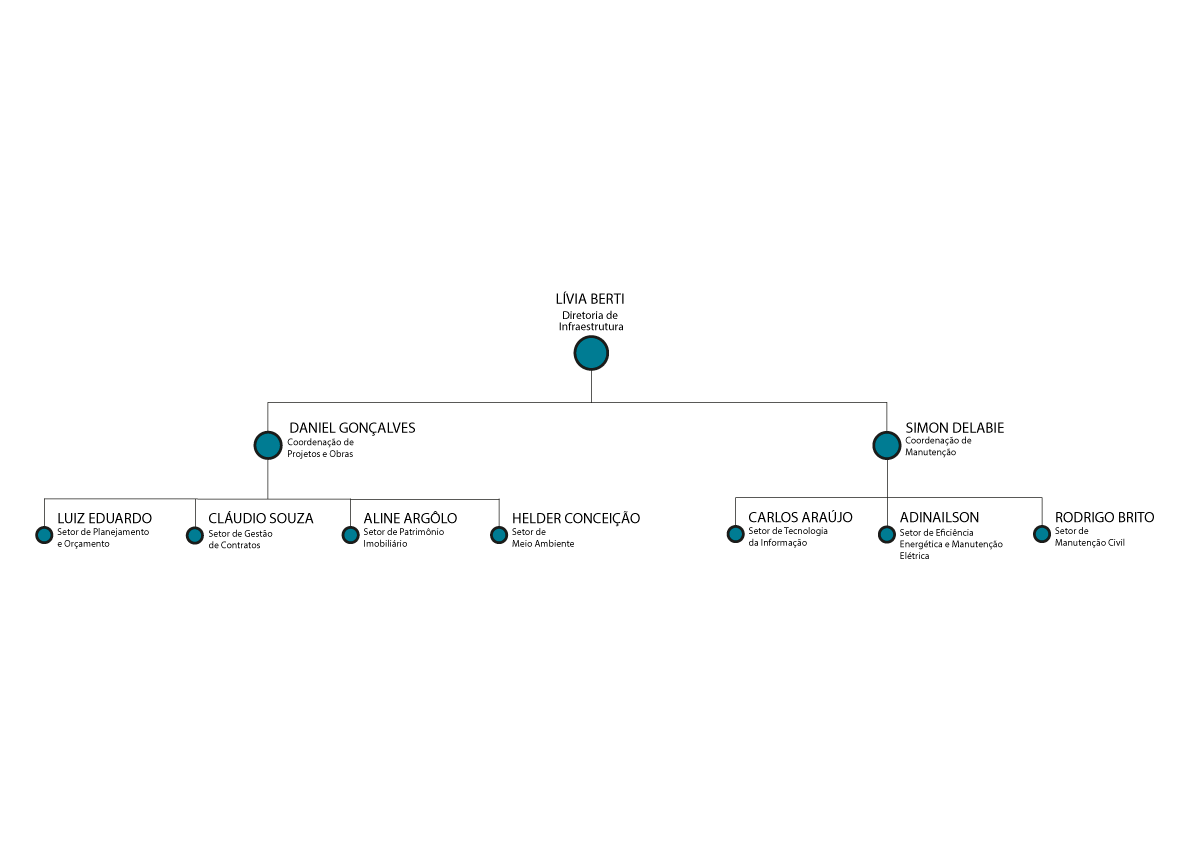 LÍVIA BERTI
Diretoria de
Infraestrutura
DANIEL GONÇALVES
Coordenação de
Projetos e Obras
SIMON DELABIE
Coordenação de
Manutenção
LUIZ EDUARDO
Setor de Planejamento
e Orçamento
CLÁUDIO SOUZA
Setor de Gestão
de Contratos
ALINE ARGÔLO
Setor de Patrimônio
Imobiliário
HELDER CONCEIÇÃO
Setor de
Meio Ambiente
CARLOS ARAÚJO
Setor de Tecnologia
da Informação
ADINAILSON
Setor de Eficiência
Energética e Manutenção
Elétrica
RODRIGO BRITO
Setor de
Manutenção Civil